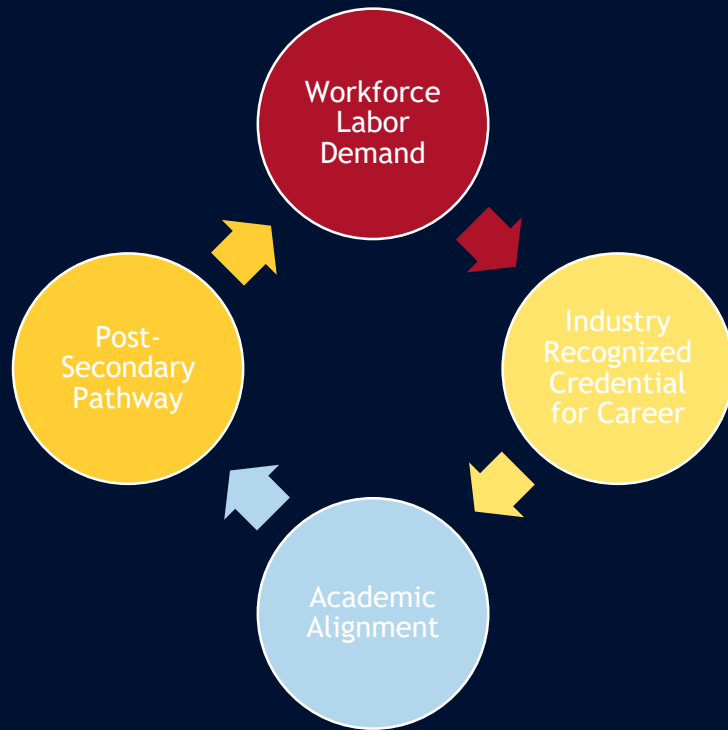 Workforce
Labor
Demand
Industry
Recognized
Credential
for Career
Academic
Alignment
Post-
Secondary
Pathway